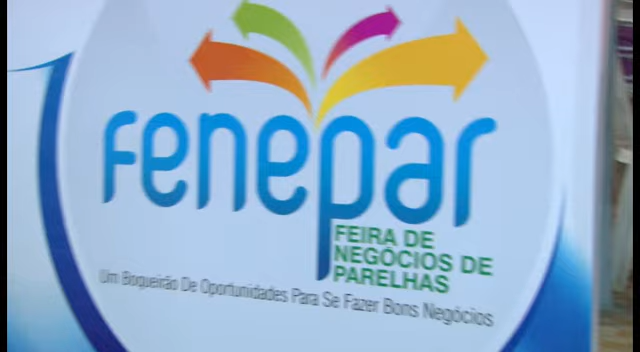 fenepar
FEIRA DE
NEGÓCIOS DE
PARELHAS
Um Boqueirão De Oportunidades Para Se Fazer Bons Negócios